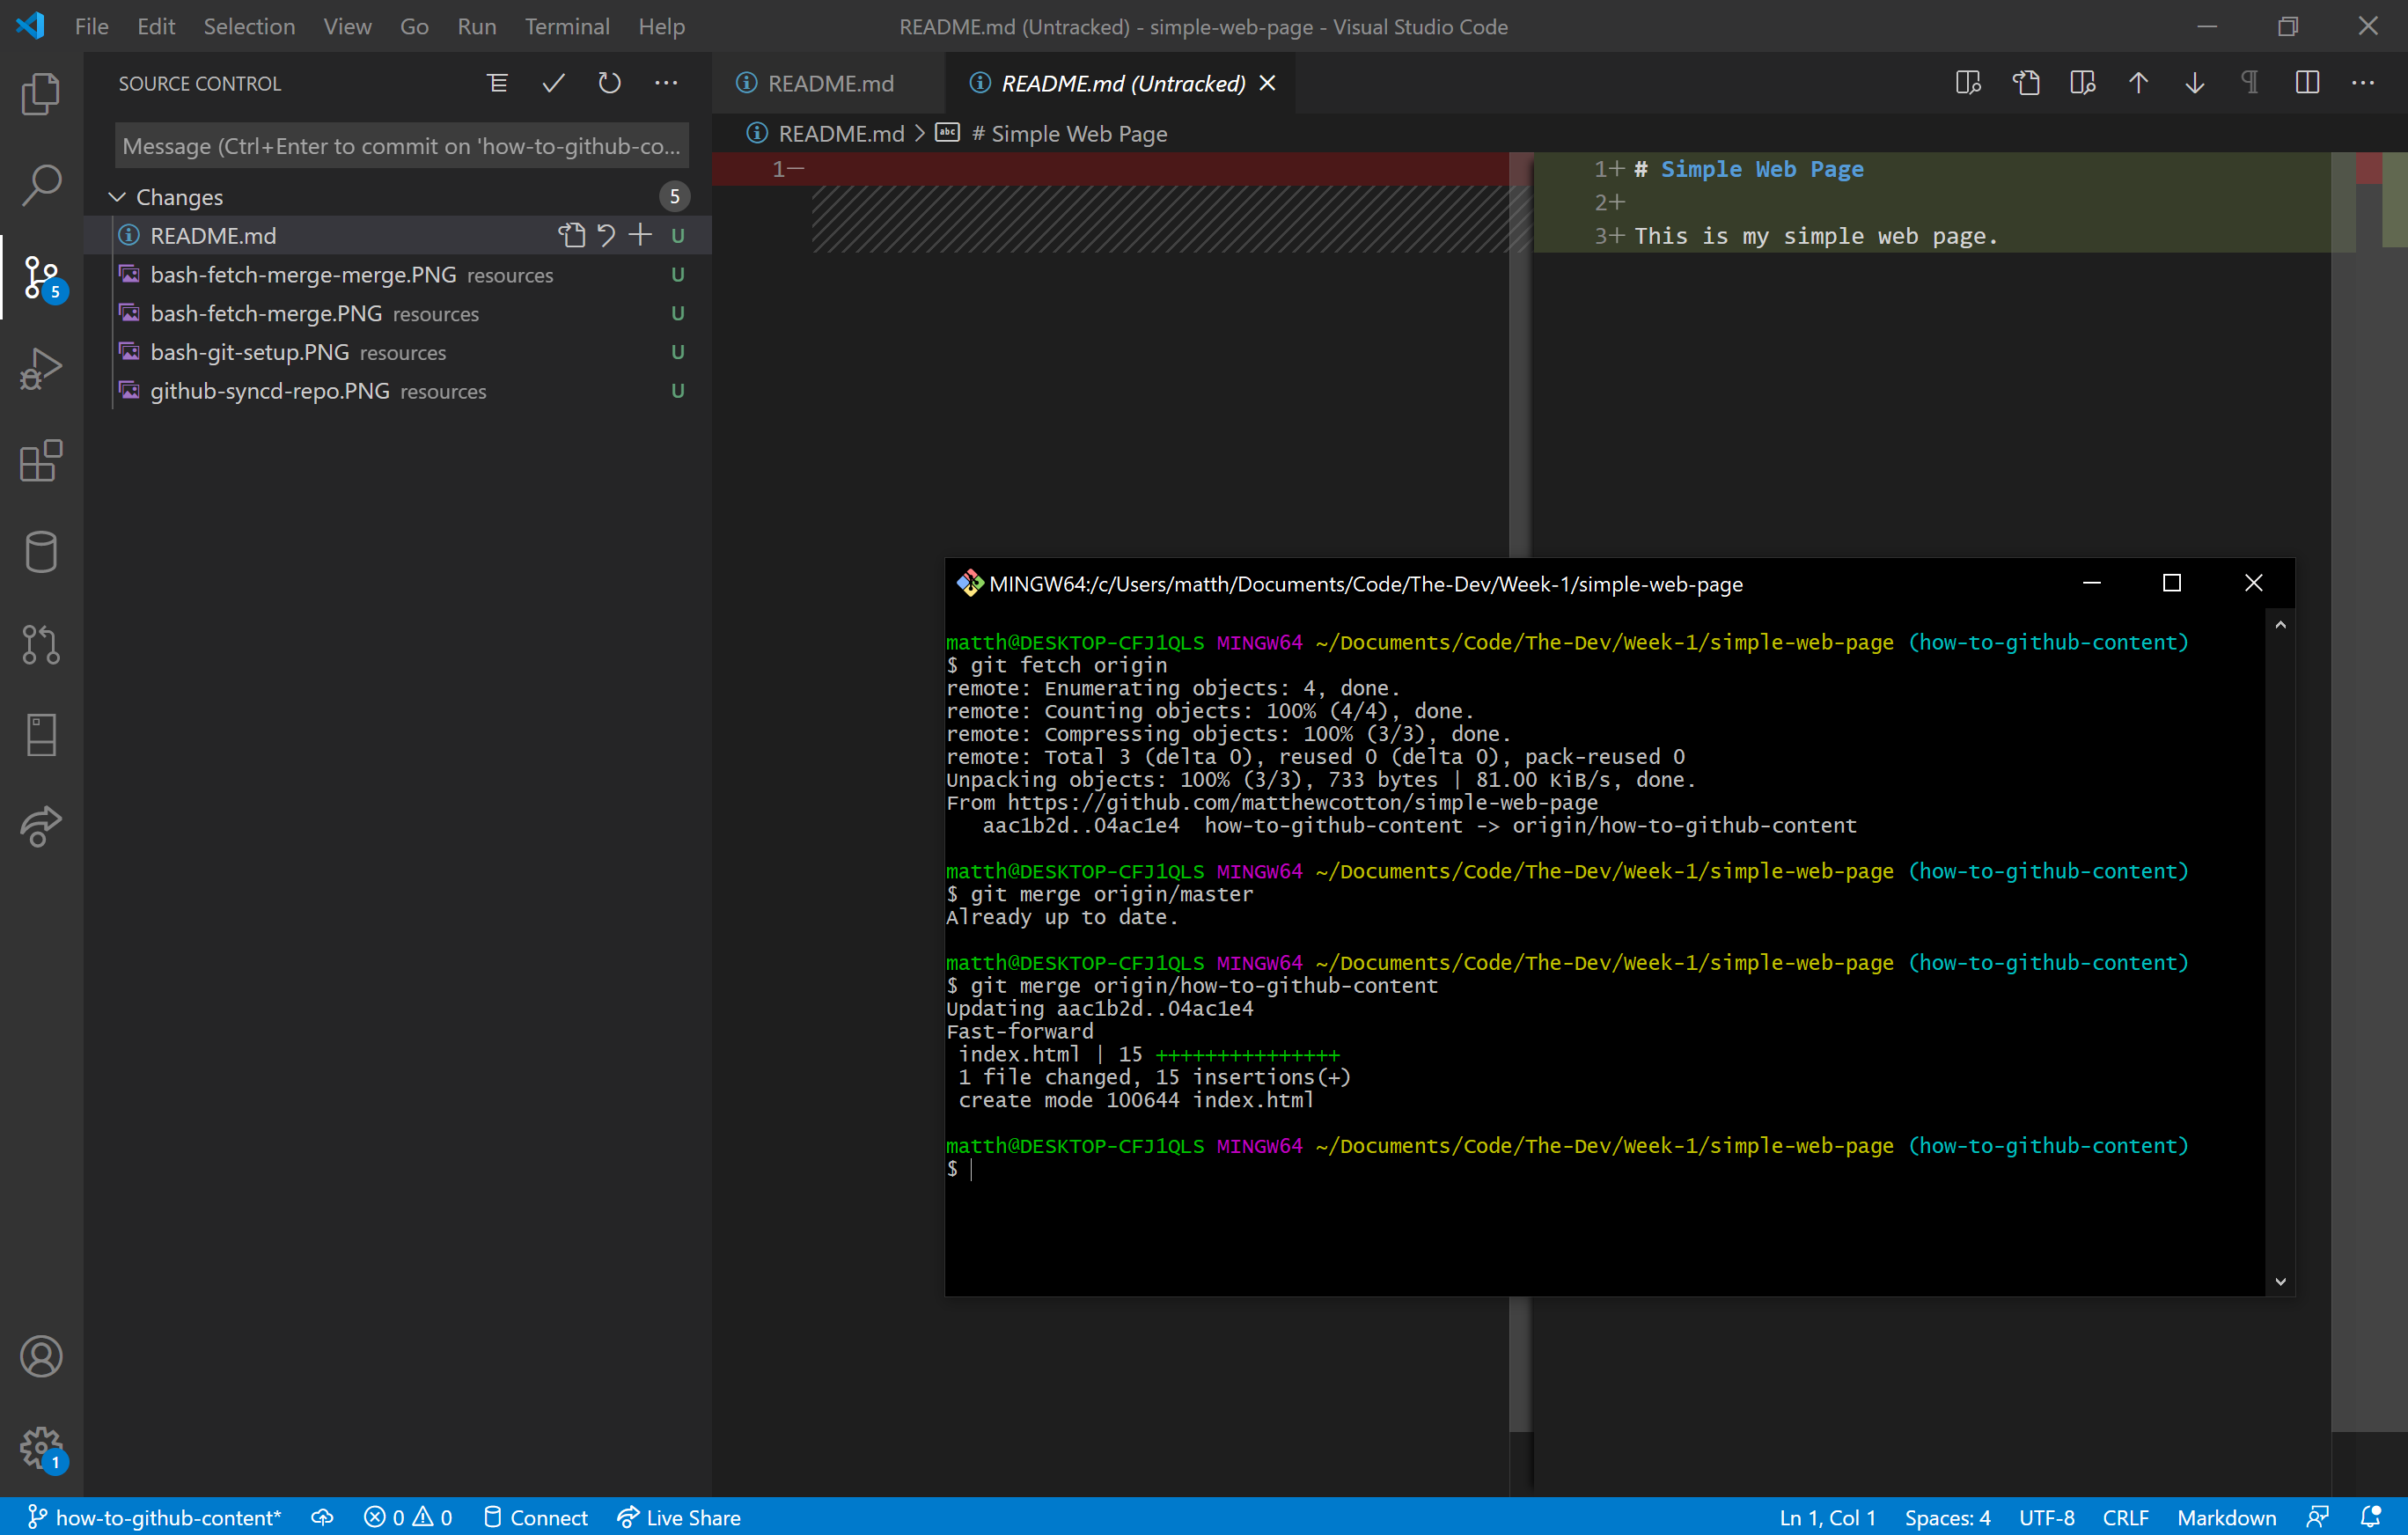 File Edit Selection View Go Run Terminal Help README.md (Untracked) - simple-web-page - Visual Studio Code
SOURCE CONTROL
Message (Ctrl+Enter to commit on 'how-to-github-co...
Changes 5
README.md U
bash-fetch-merge-merge.PNG resources U
bash-fetch-merge.PNG resources U
bash-git-setup.PNG resources U
github-syncd-repo.PNG resources U
5
1
README.md README.md (Untracked)
README.md > abc # Simple Web Page
1—
1+ # Simple Web Page
2+
3+ This is my simple web page.
MINGW64:/c/Users/matth/Documents/Code/The-Dev/Week-1/simple-web-page
matth@DESKTOP-CFJ1QLS MINGW64 ~/Documents/Code/The-Dev/Week-1/simple-web-page (how-to-github-content)
$ git fetch origin
remote: Enumerating objects: 4, done.
remote: Counting objects: 100% (4/4), done.
remote: Compressing objects: 100% (3/3), done.
remote: Total 3 (delta 0), reused 0 (delta 0), pack-reused 0
Unpacking objects: 100% (3/3), 733 bytes | 81.00 KiB/s, done.
From https://github.com/matthewcotton/simple-web-page
   aac1b2d..04ac1e4  how-to-github-content -> origin/how-to-github-content
matth@DESKTOP-CFJ1QLS MINGW64 ~/Documents/Code/The-Dev/Week-1/simple-web-page (how-to-github-content)
$ git merge origin/master
Already up to date.
matth@DESKTOP-CFJ1QLS MINGW64 ~/Documents/Code/The-Dev/Week-1/simple-web-page (how-to-github-content)
$ git merge origin/how-to-github-content
Updating aac1b2d..04ac1e4
Fast-forward
 index.html | 15 +++++++++++++++
 1 file changed, 15 insertions(+)
 create mode 100644 index.html
matth@DESKTOP-CFJ1QLS MINGW64 ~/Documents/Code/The-Dev/Week-1/simple-web-page (how-to-github-content)
$
how-to-github-content* 0 0 Connect Live Share Ln 1, Col 1 Spaces: 4 UTF-8 CRLF Markdown